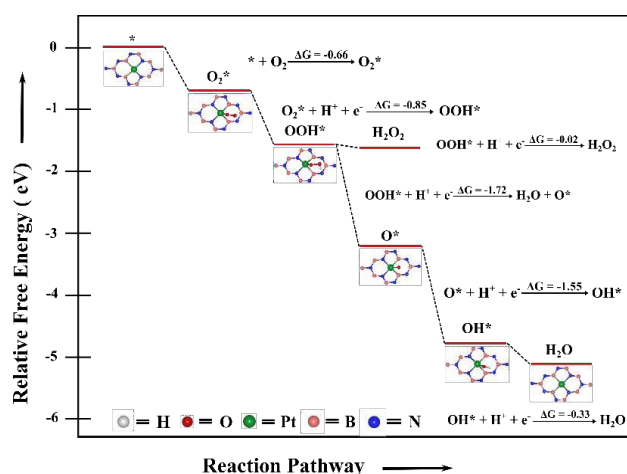 0
-1
-2
-3
-4
-5
-6
Relative Free Energy ( eV)
Reaction Pathway
*
O₂*
OOH*
H₂O₂
O*
OH*
H₂O
* + O₂ ΔG = -0.66 O₂*
O₂* + H⁺ + e⁻ ΔG = -0.85 OOH*
OOH* + H + e⁻ ΔG = -0.02 H₂O₂
OOH* + H⁺ + e⁻ ΔG = -1.72 H₂O + O*
O* + H⁺ + e⁻ ΔG = -1.55 OH*
OH* + H⁺ + e⁻ ΔG = -0.33 H₂O
= H = O = Pt = B = N